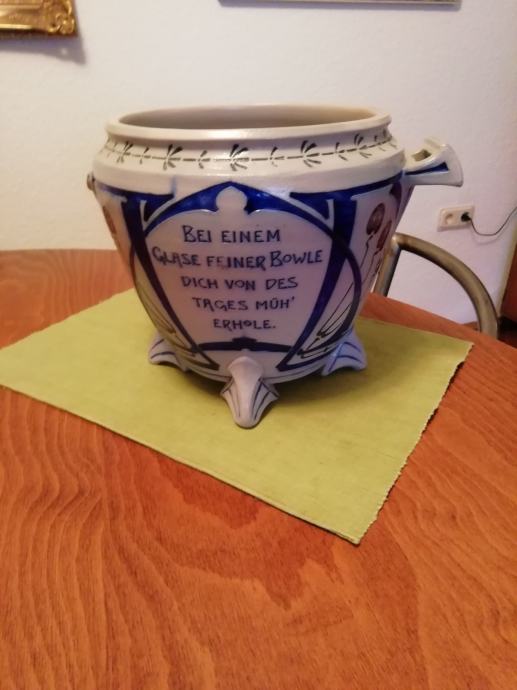 BEI EINEM
GLASE FEINER BOWLE
DICH VON DES
TAGES MÜH'
ERHOLE.